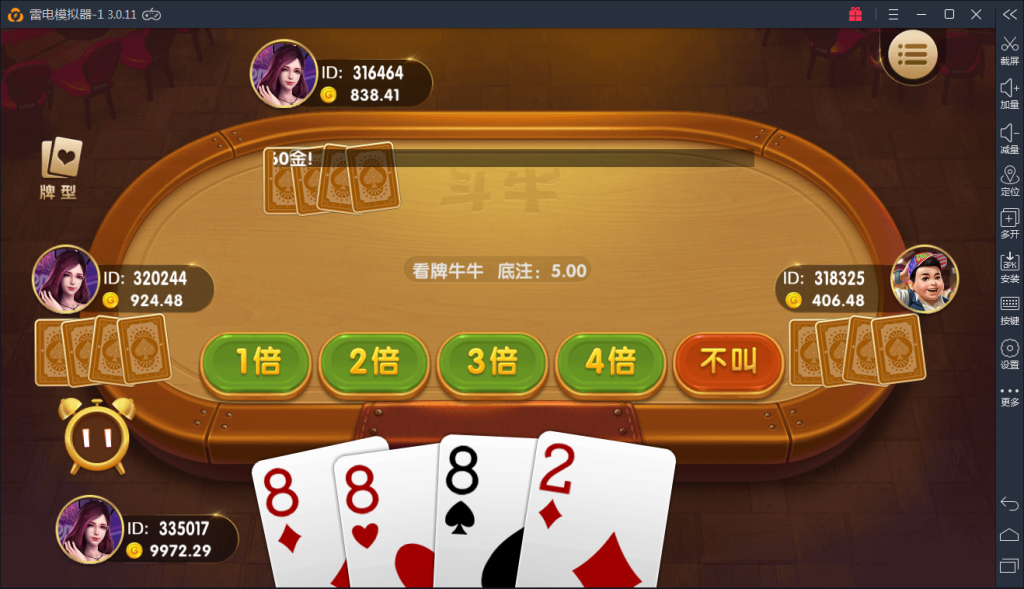 雷电模拟器-1 3.0.11
截屏
加量
减量
定位
多开
APK
安装
按键
设置
更多
ID: 316464
G 838.41
牌型
60金!
斗牛
ID: 320244
G 924.48
看牌牛牛 底注: 5.00
ID: 318325
G 406.48
1倍
2倍
3倍
4倍
不叫
11
8
8
8
2
ID: 335017
G 9972.29